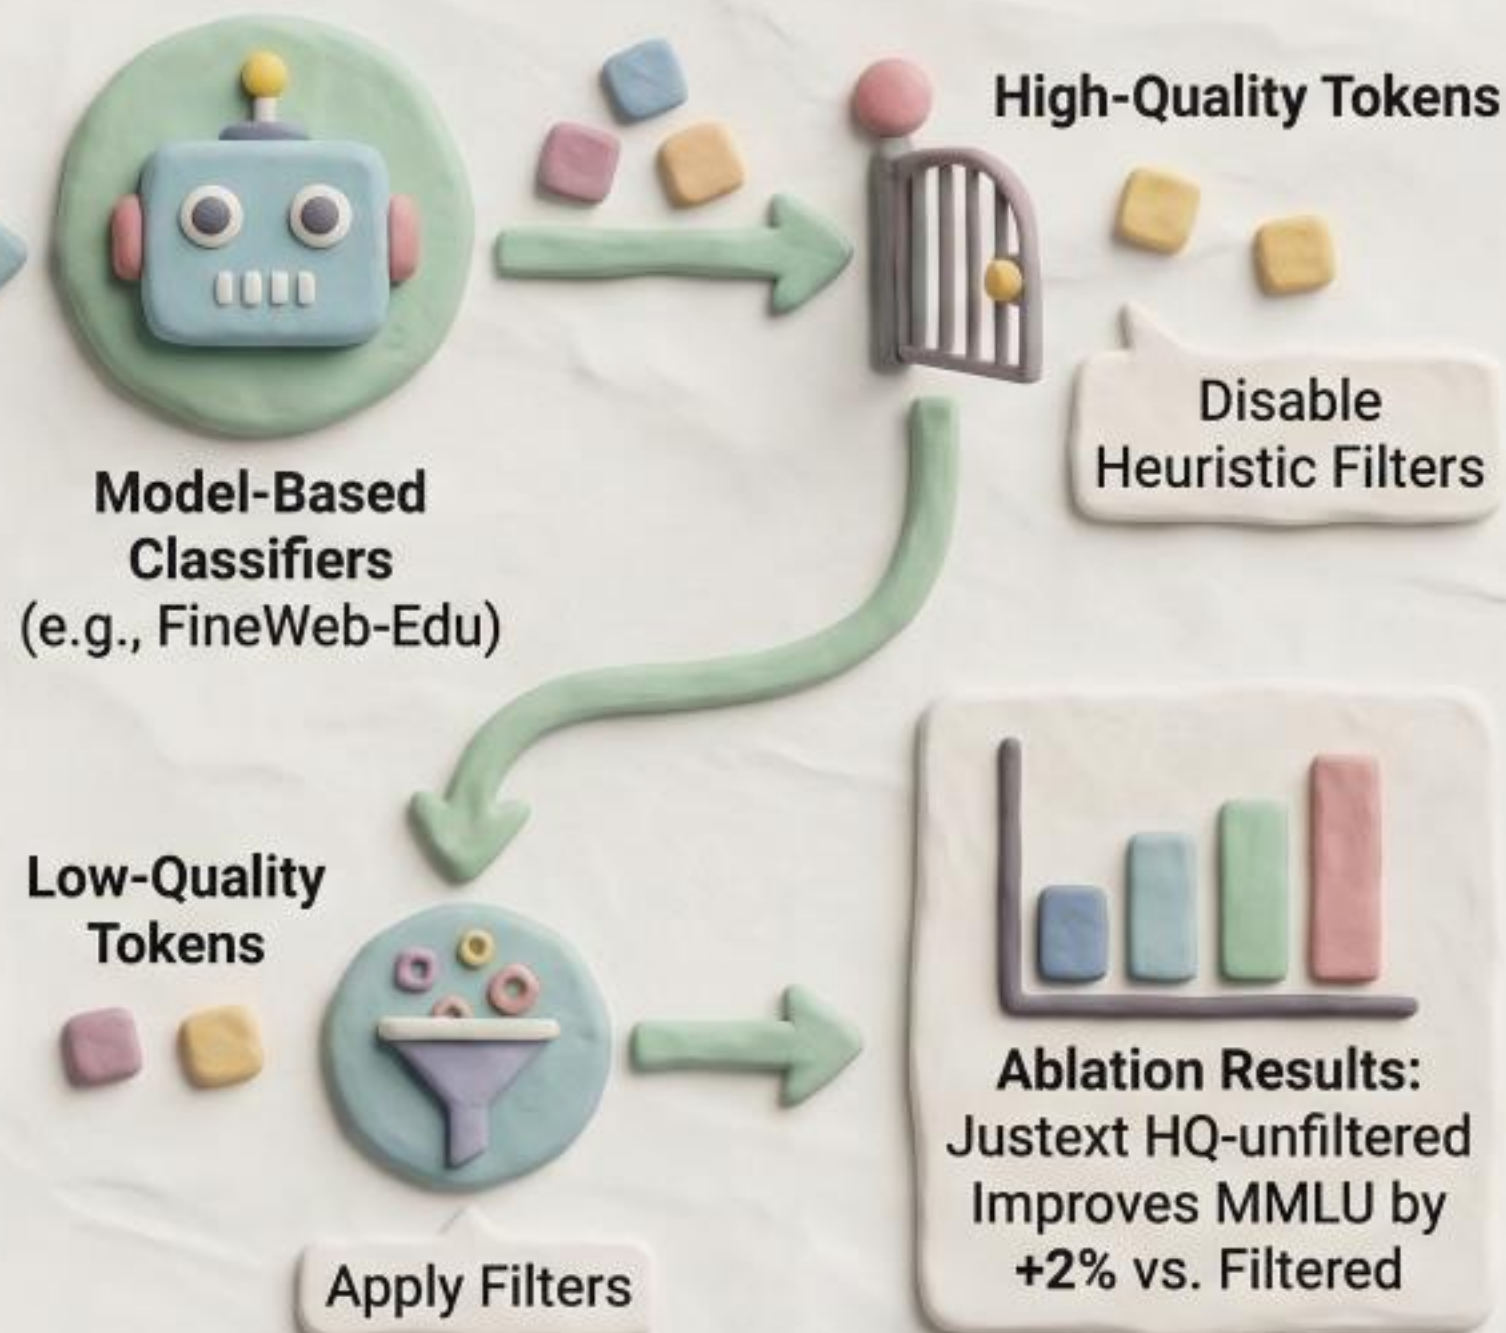 High-Quality Tokens
Disable
Heuristic Filters
Model-Based
Classifiers
(e.g., FineWeb-Edu)
Low-Quality
Tokens
Apply Filters
Ablation Results:
Justext HQ-unfiltered
Improves MMLU by
+2% vs. Filtered